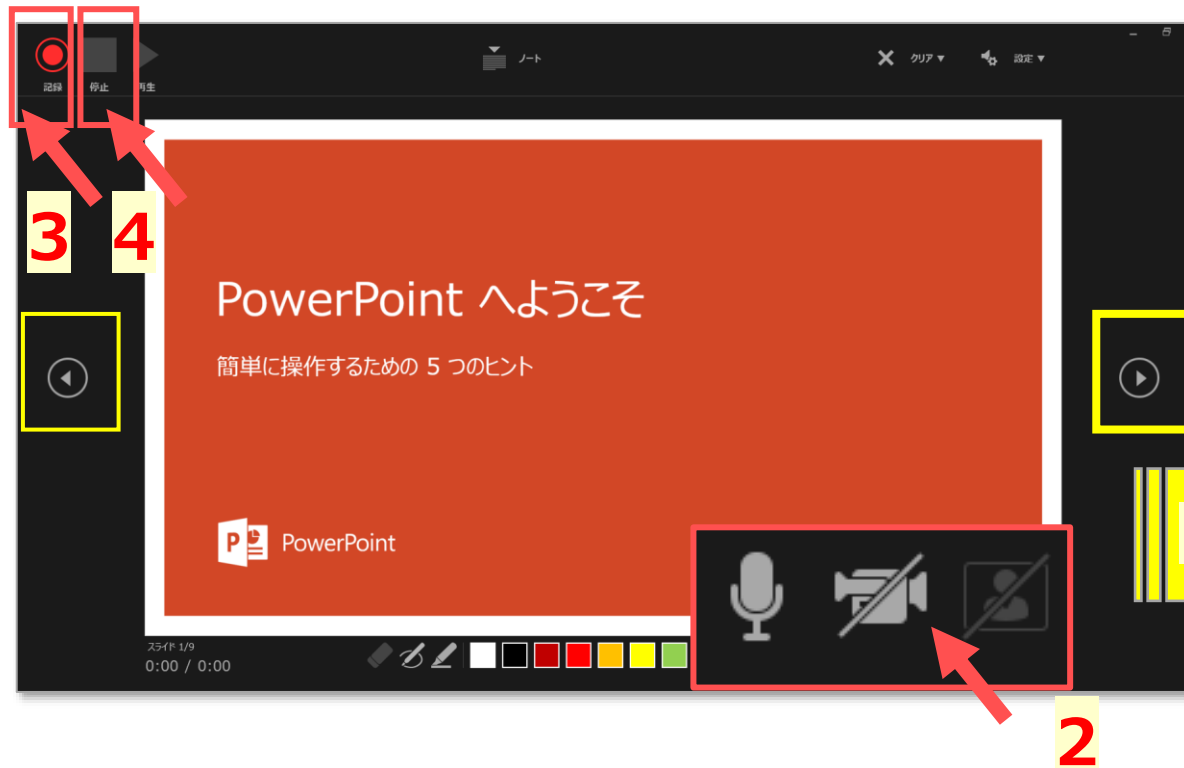 ノート
クリア ▼
設定 ▼
記録
停止
再生
3
4
PowerPoint へようこそ
簡単に操作するための 5 つのヒント
P
PowerPoint
スライド 1/9
0:00 / 0:00
2